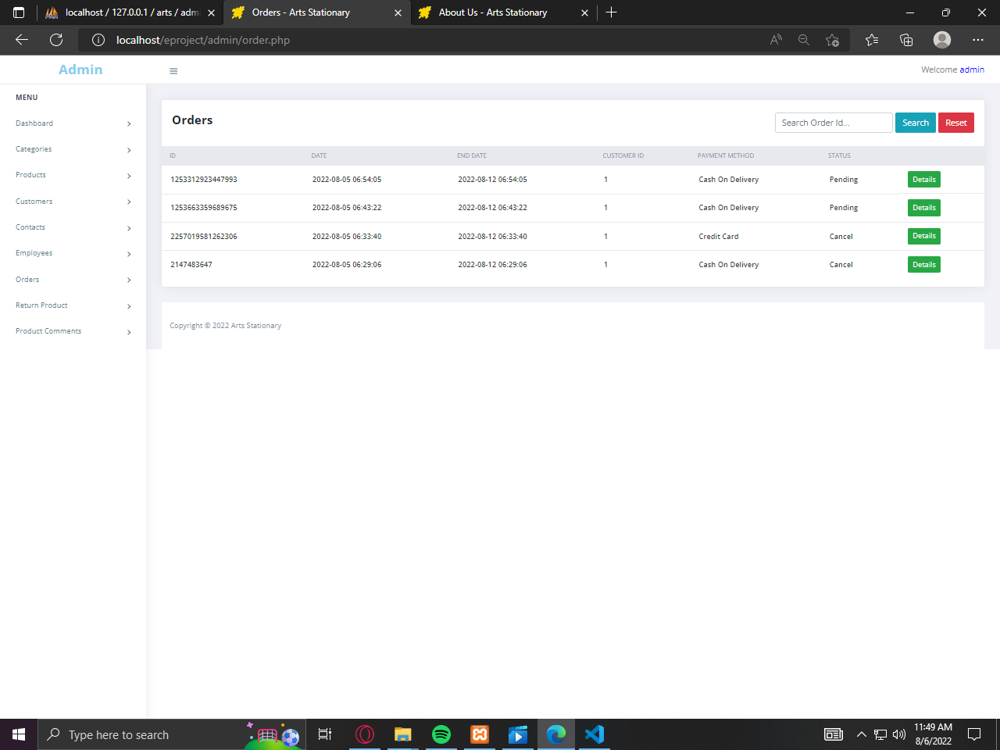 localhost / 127.0.0.1 / arts / adm
Orders - Arts Stationary
About Us - Arts Stationary
localhost/eproject/admin/order.php
Admin
Welcome admin
MENU
Dashboard
Categories
Products
Customers
Contacts
Employees
Orders
Return Product
Product Comments
Orders
Search Order Id...
Search
Reset
ID DATE END DATE CUSTOMER ID PAYMENT METHOD STATUS
1253312923447993 2022-08-05 06:54:05 2022-08-12 06:54:05 1 Cash On Delivery Pending Details
1253663359689675 2022-08-05 06:43:22 2022-08-12 06:43:22 1 Cash On Delivery Pending Details
2257019581262306 2022-08-05 06:33:40 2022-08-12 06:33:40 1 Credit Card Cancel Details
2147483647 2022-08-05 06:29:06 2022-08-12 06:29:06 1 Cash On Delivery Cancel Details
Copyright © 2022 Arts Stationary
Type here to search
11:49 AM
8/6/2022